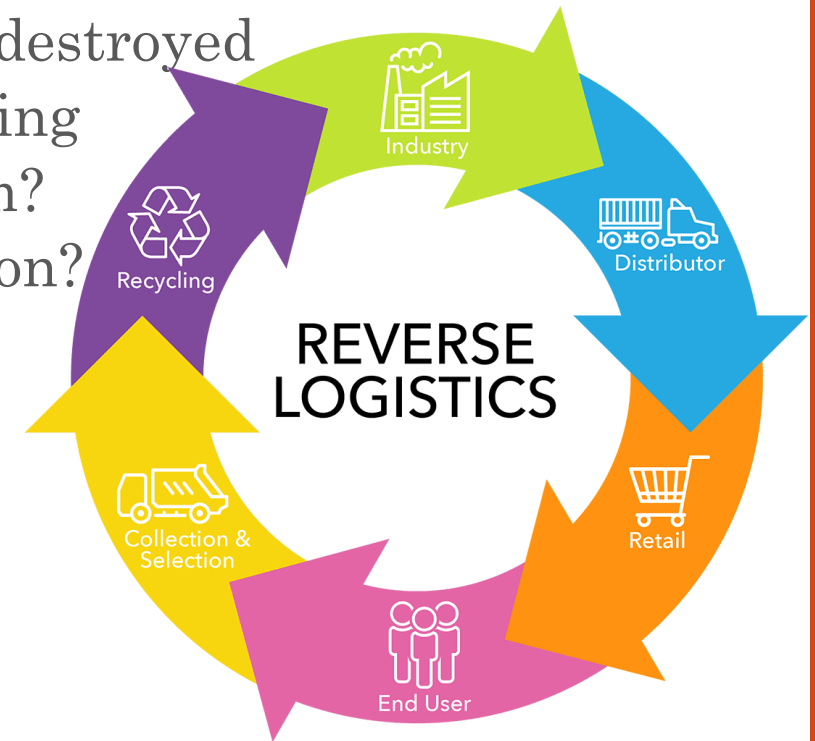 destroyed
ing
n?
on?
Industry
Distributor
Recycling
REVERSE
LOGISTICS
Retail
Collection &
Selection
End User